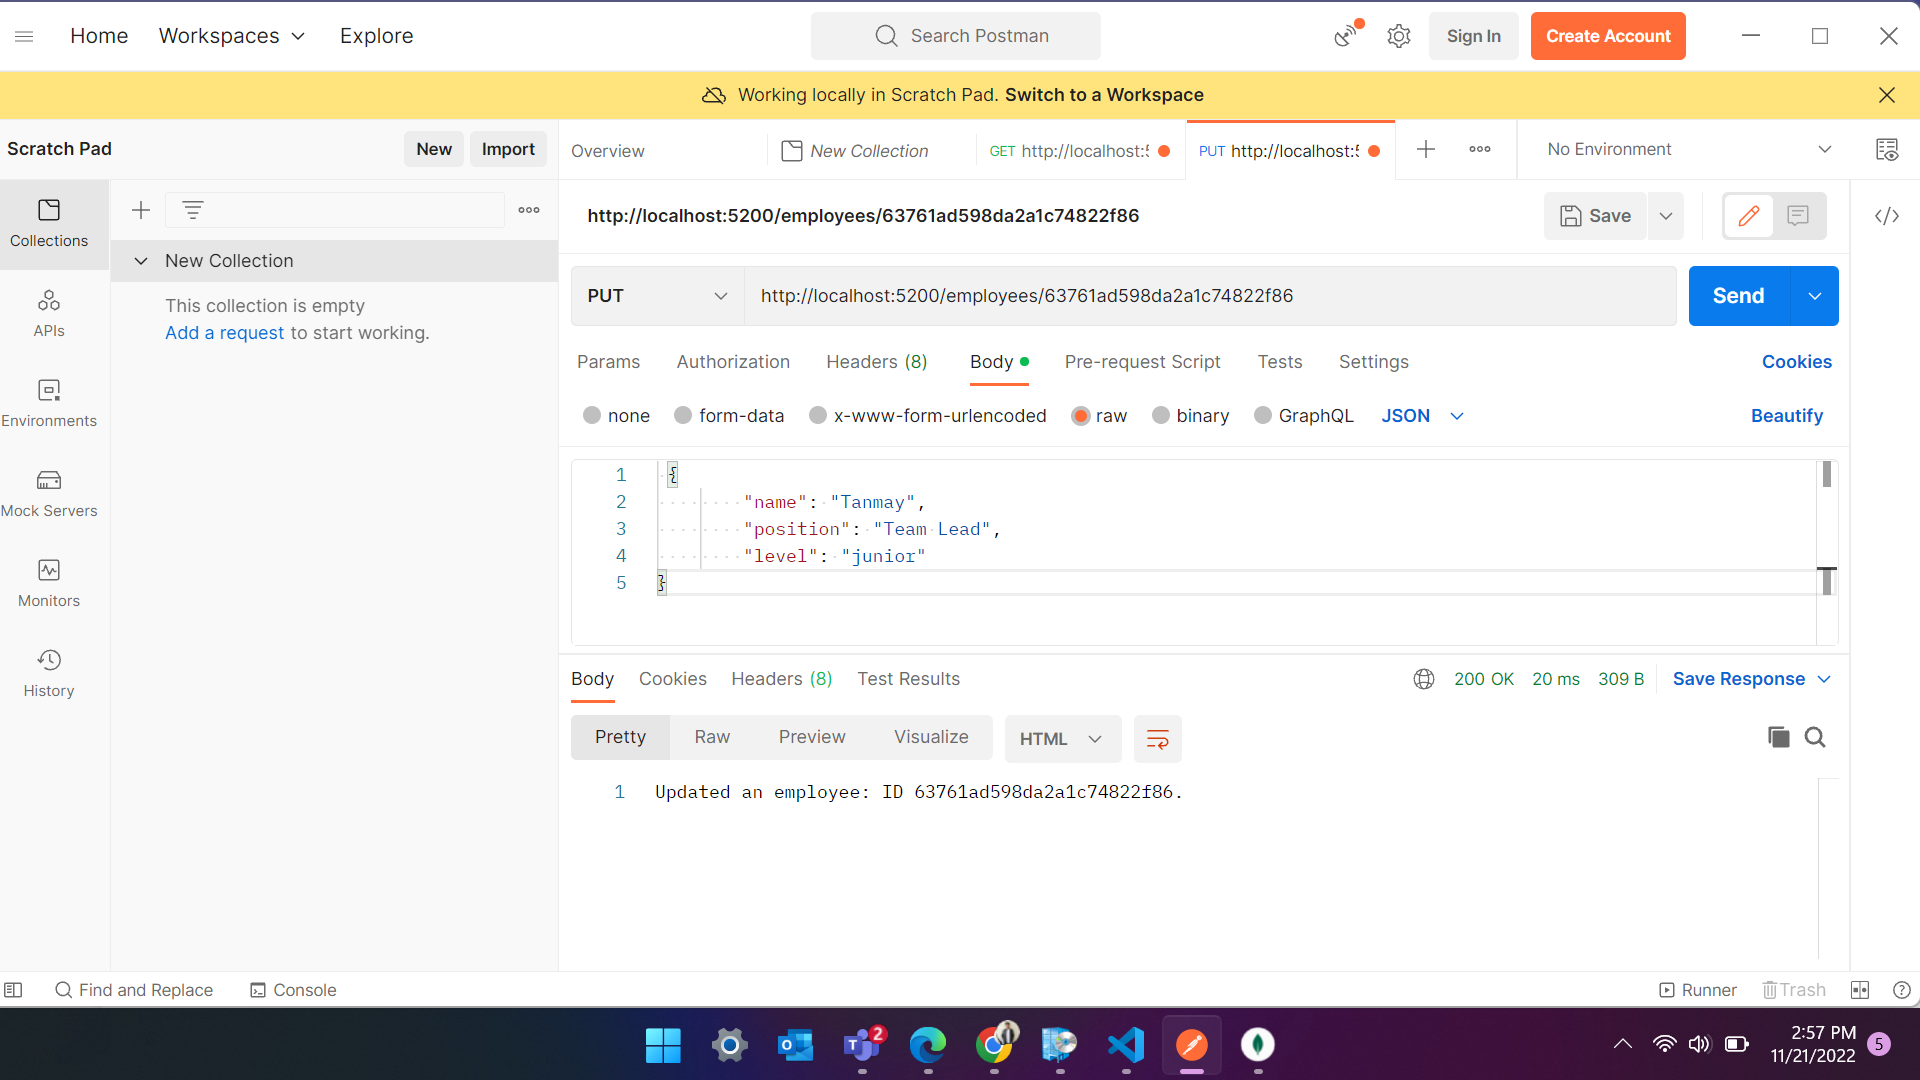 Home Workspaces Explore Search Postman Sign In Create Account
Working locally in Scratch Pad. Switch to a Workspace
Scratch Pad New Import Overview New Collection GET http://localhost: PUT http://localhost: No Environment
Collections
New Collection
This collection is empty
Add a request to start working.
APIs
Environments
Mock Servers
Monitors
History
http://localhost:5200/employees/63761ad598da2a1c74822f86 Save
PUT http://localhost:5200/employees/63761ad598da2a1c74822f86 Send
Params Authorization Headers (8) Body Pre-request Script Tests Settings Cookies
none form-data x-www-form-urlencoded raw binary GraphQL JSON Beautify
1 {
2 "name": "Tanmay",
3 "position": "Team Lead",
4 "level": "junior"
5 }
Body Cookies Headers (8) Test Results 200 OK 20 ms 309 B Save Response
Pretty Raw Preview Visualize HTML
1 Updated an employee: ID 63761ad598da2a1c74822f86.
Find and Replace Console Runner Trash
2
2:57 PM
11/21/2022
5